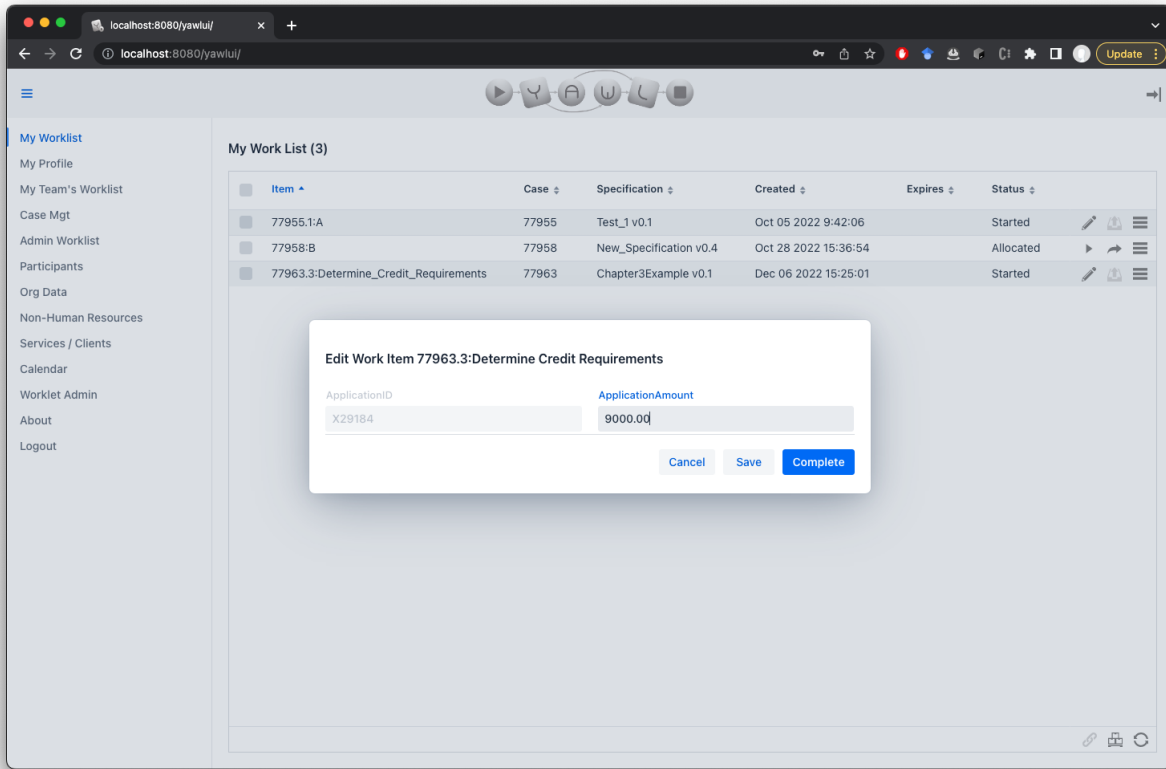 localhost:8080/yawlui/
localhost:8080/yawlui/
Update
Y A W L
My Worklist
My Profile
My Team's Worklist
Case Mgt
Admin Worklist
Participants
Org Data
Non-Human Resources
Services / Clients
Calendar
Worklet Admin
About
Logout
My Work List (3)
Item Case Specification Created Expires Status
77955.1:A 77955 Test_1 v0.1 Oct 05 2022 9:42:06 Started
77958:B 77958 New_Specification v0.4 Oct 28 2022 15:36:54 Allocated
77963.3:Determine_Credit_Requirements 77963 Chapter3Example v0.1 Dec 06 2022 15:25:01 Started
Edit Work Item 77963.3:Determine Credit Requirements
ApplicationID ApplicationAmount
X29184 9000.00
Cancel Save Complete